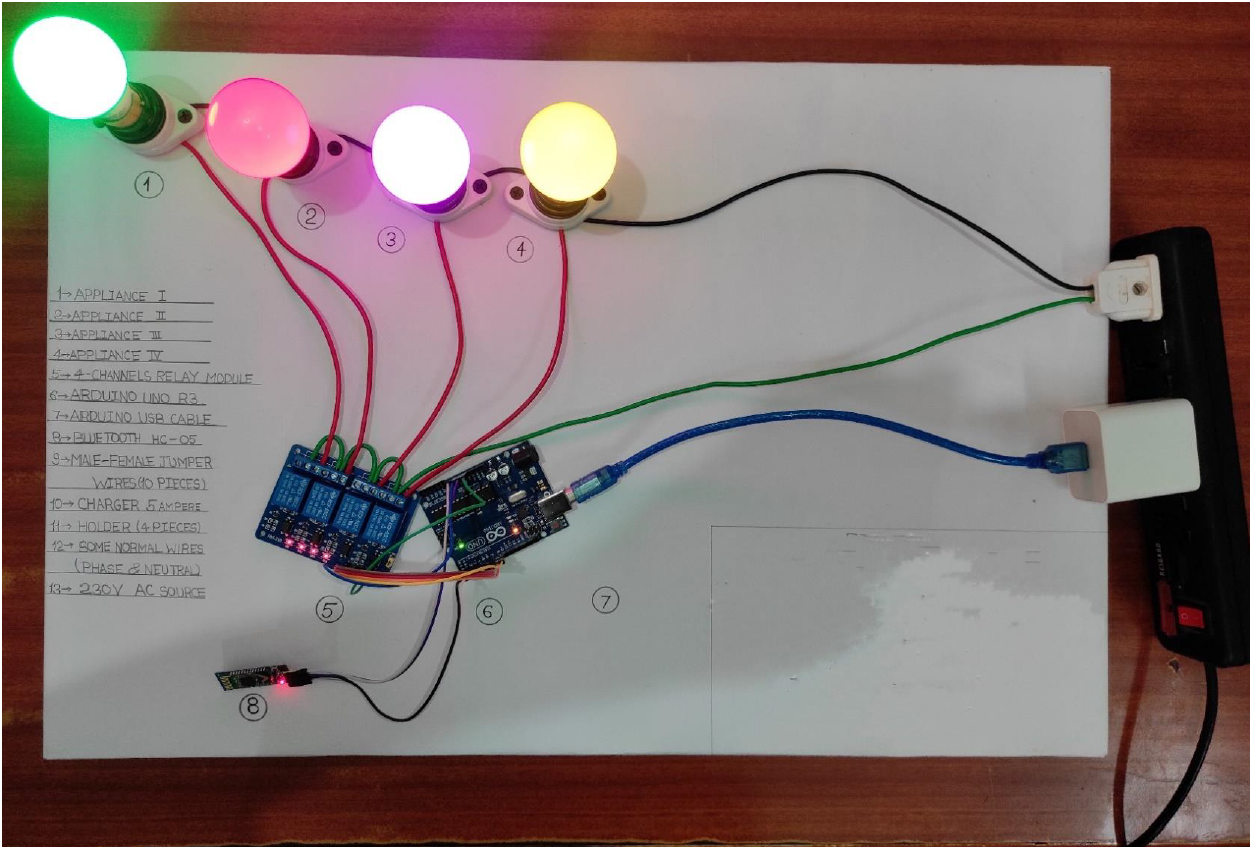 1
2
3
4
1→APPLIANCE I
2→APPLIANCE II
3→APPLIANCE III
4→APPLIANCE IV
5→4-CHANNELS RELAY MODULE
6→ARDUINO UNO R3
7→ARDUINO USB CABLE
8→BLUETOOTH HC-05
9→MALE-FEMALE JUMPER
WIRES(10 PIECES)
10→CHARGER 5 AMPERE
11→HOLDER (4 PIECES)
12→SOME NORMAL WIRES
(PHASE & NEUTRAL)
13→230V AC SOURCE
UNO
5
6
7
8